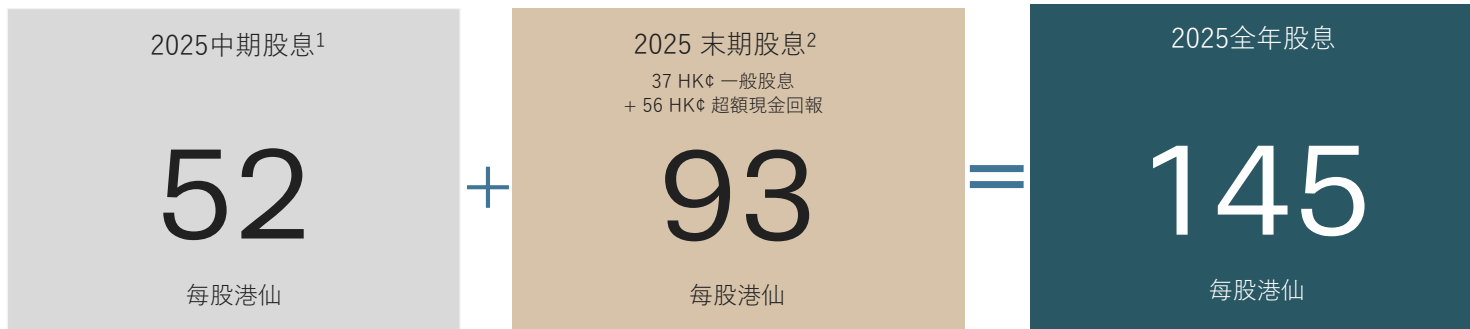 2025中期股息1
52
每股港仙
+
2025 末期股息2
37 HK¢ 一般股息
+ 56 HK¢ 超額現金回報
93
每股港仙
=
2025全年股息
145
每股港仙